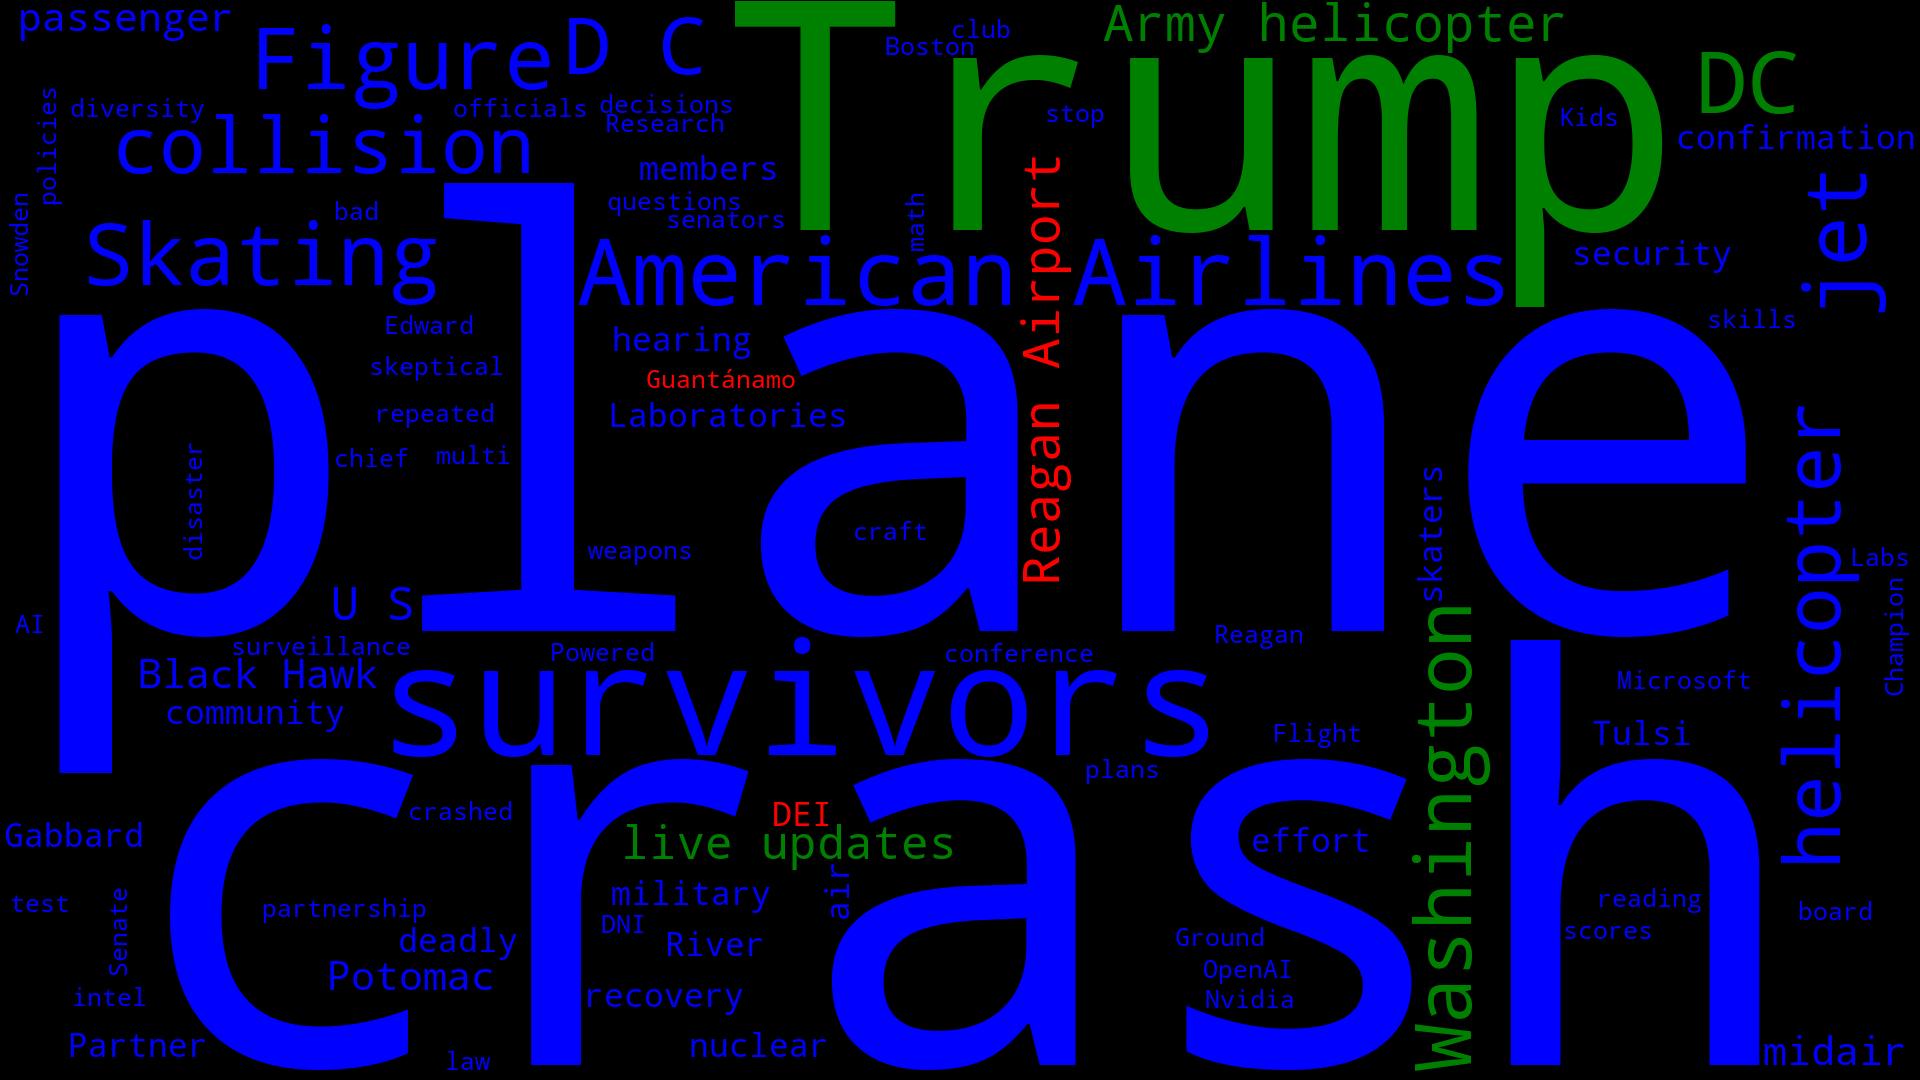 passenger
Figure
D C
Trump
club
Boston
Army helicopter
DC
diversity
officials
decisions
Research
stop
Kids
confirmation
policies
collision
members
jet
Snowden
bad
questions
senators
math
Reagan Airport
Skating
American Airlines
security
plane
Edward
hearing
skills
skeptical
Guantánamo
repeated
Laboratories
chief
multi
disaster
craft
weapons
skaters
helicopter
Labs
AI
U S
Champion
surveillance
Powered
conference
Reagan
Black Hawk
survivors
Washington
Microsoft
community
Flight
Tulsi
plans
crash
crashed
DEI
Gabbard
live updates
effort
test
Senate
partnership
military
air
reading
board
DNI
deadly
River
Ground
scores
Potomac
OpenAI
intel
recovery
Nvidia
Partner
law
nuclear
midair